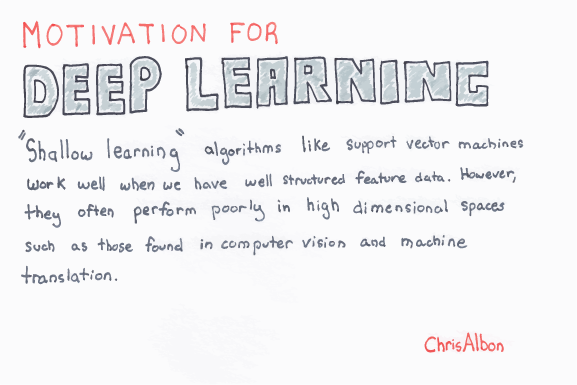 MOTIVATION FOR
DEEP LEARNING
"Shallow learning" algorithms like support vector machines
work well when we have well structured feature data. However,
they often perform poorly in high dimensional spaces
such as those found in computer vision and machine
translation.
ChrisAlbon